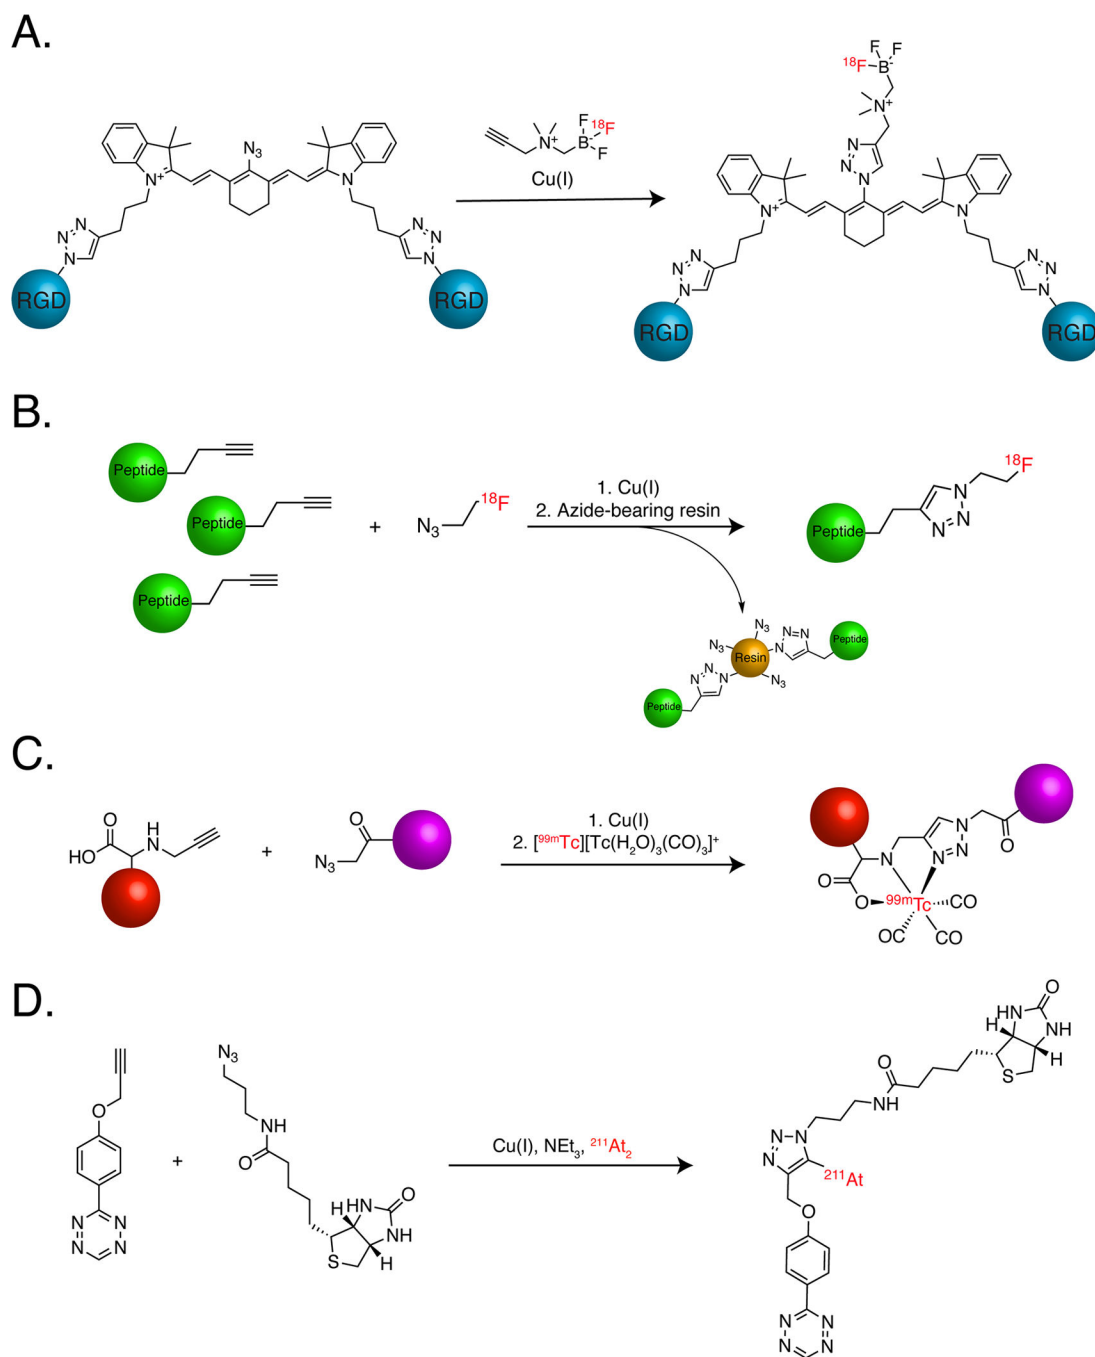 A.
N₃
N⁺
N
N
N
N
N
N
N
RGD
RGD
N⁺
F
¹⁸F
B⁻
F
Cu(I)
F
F
¹⁸F
B⁻
N⁺
N
N
N
N⁺
N
N
N
N
N
N
N
RGD
RGD
B.
Peptide
Peptide
Peptide
+
N₃
¹⁸F
1. Cu(I)
2. Azide-bearing resin
¹⁸F
N
N
N
Peptide
N₃
N₃
N₃
Resin
N
N
N
Peptide
N
N
N
Peptide
C.
O
HO
H
N
+
O
N₃
1. Cu(I)
2. [⁹⁹ᵐTc][Tc(H₂O)₃(CO)₃]⁺
N
N
N
O
N
O
O
⁹⁹ᵐTc
CO
OC
CO
D.
O
N
N
N
N
+
N₃
NH
O
O
HN
NH
H
H
S
Cu(I), NEt₃, ²¹¹At₂
O
HN
NH
H
H
S
O
NH
N
N
N
²¹¹At
O
N
N
N
N